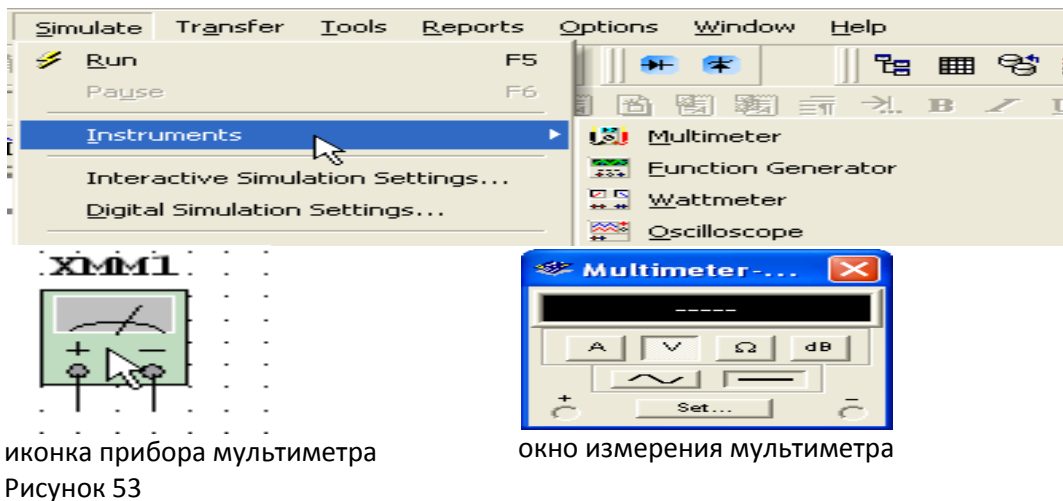 Simulate Transfer Tools Reports Options Window Help
Run F5
Pause F6
Instruments
Interactive Simulation Settings...
Digital Simulation Settings...
Multimeter
Function Generator
Wattmeter
Oscilloscope
XMM1
+ −
Multimeter-...
-----
A V Ω dB
+ Set... −
иконка прибора мультиметра
окно измерения мультиметра
Рисунок 53